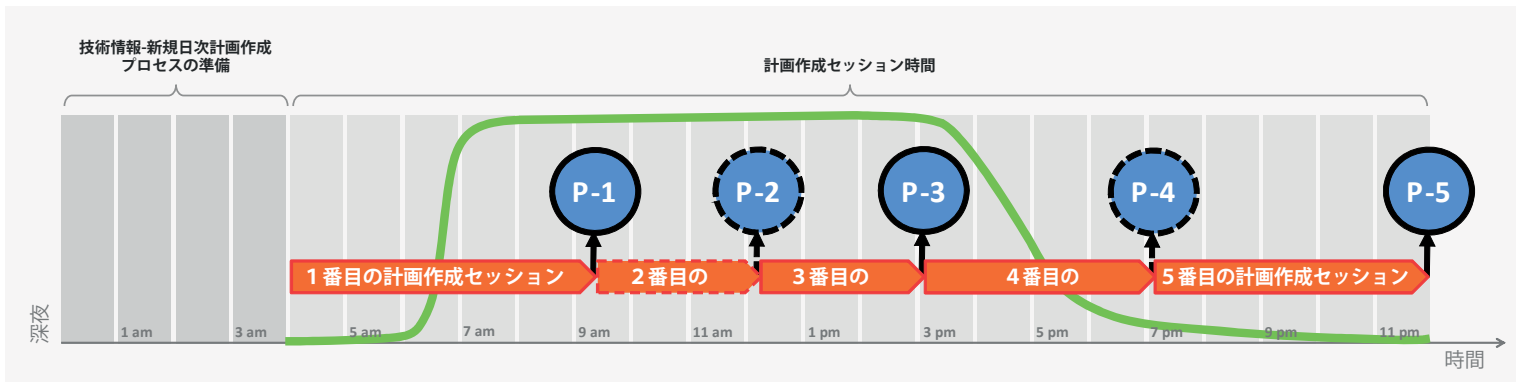 技術情報-新規日次計画作成
プロセスの準備
計画作成セッション時間
P-1
P-2
P-3
P-4
P-5
1番目の計画作成セッション
2番目の
3番目の
4番目の
5番目の計画作成セッション
深夜
1 am
3 am
5 am
7 am
9 am
11 am
1 pm
3 pm
5 pm
7 pm
9 pm
11 pm
時間